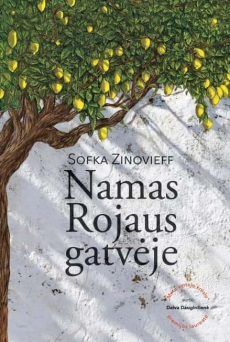 SOFKA ZINOVIEFF
Namas
Rojaus
gatvėje